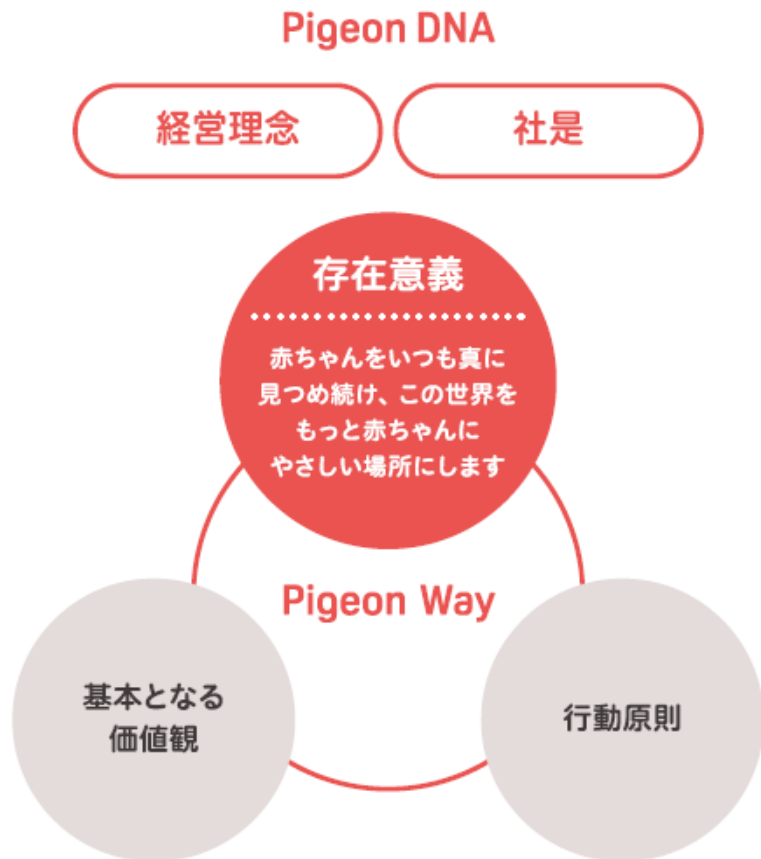 Pigeon DNA
経営理念
社是
存在意義
赤ちゃんをいつも真に
見つめ続け、この世界を
もっと赤ちゃんに
やさしい場所にします
Pigeon Way
基本となる
価値観
行動原則